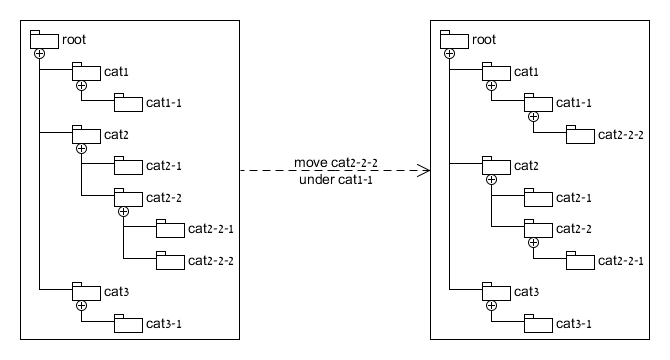 root
cat1
cat1-1
cat2
cat2-1
cat2-2
cat2-2-1
cat2-2-2
cat3
cat3-1
move cat2-2-2
under cat1-1
root
cat1
cat1-1
cat2-2-2
cat2
cat2-1
cat2-2
cat2-2-1
cat3
cat3-1